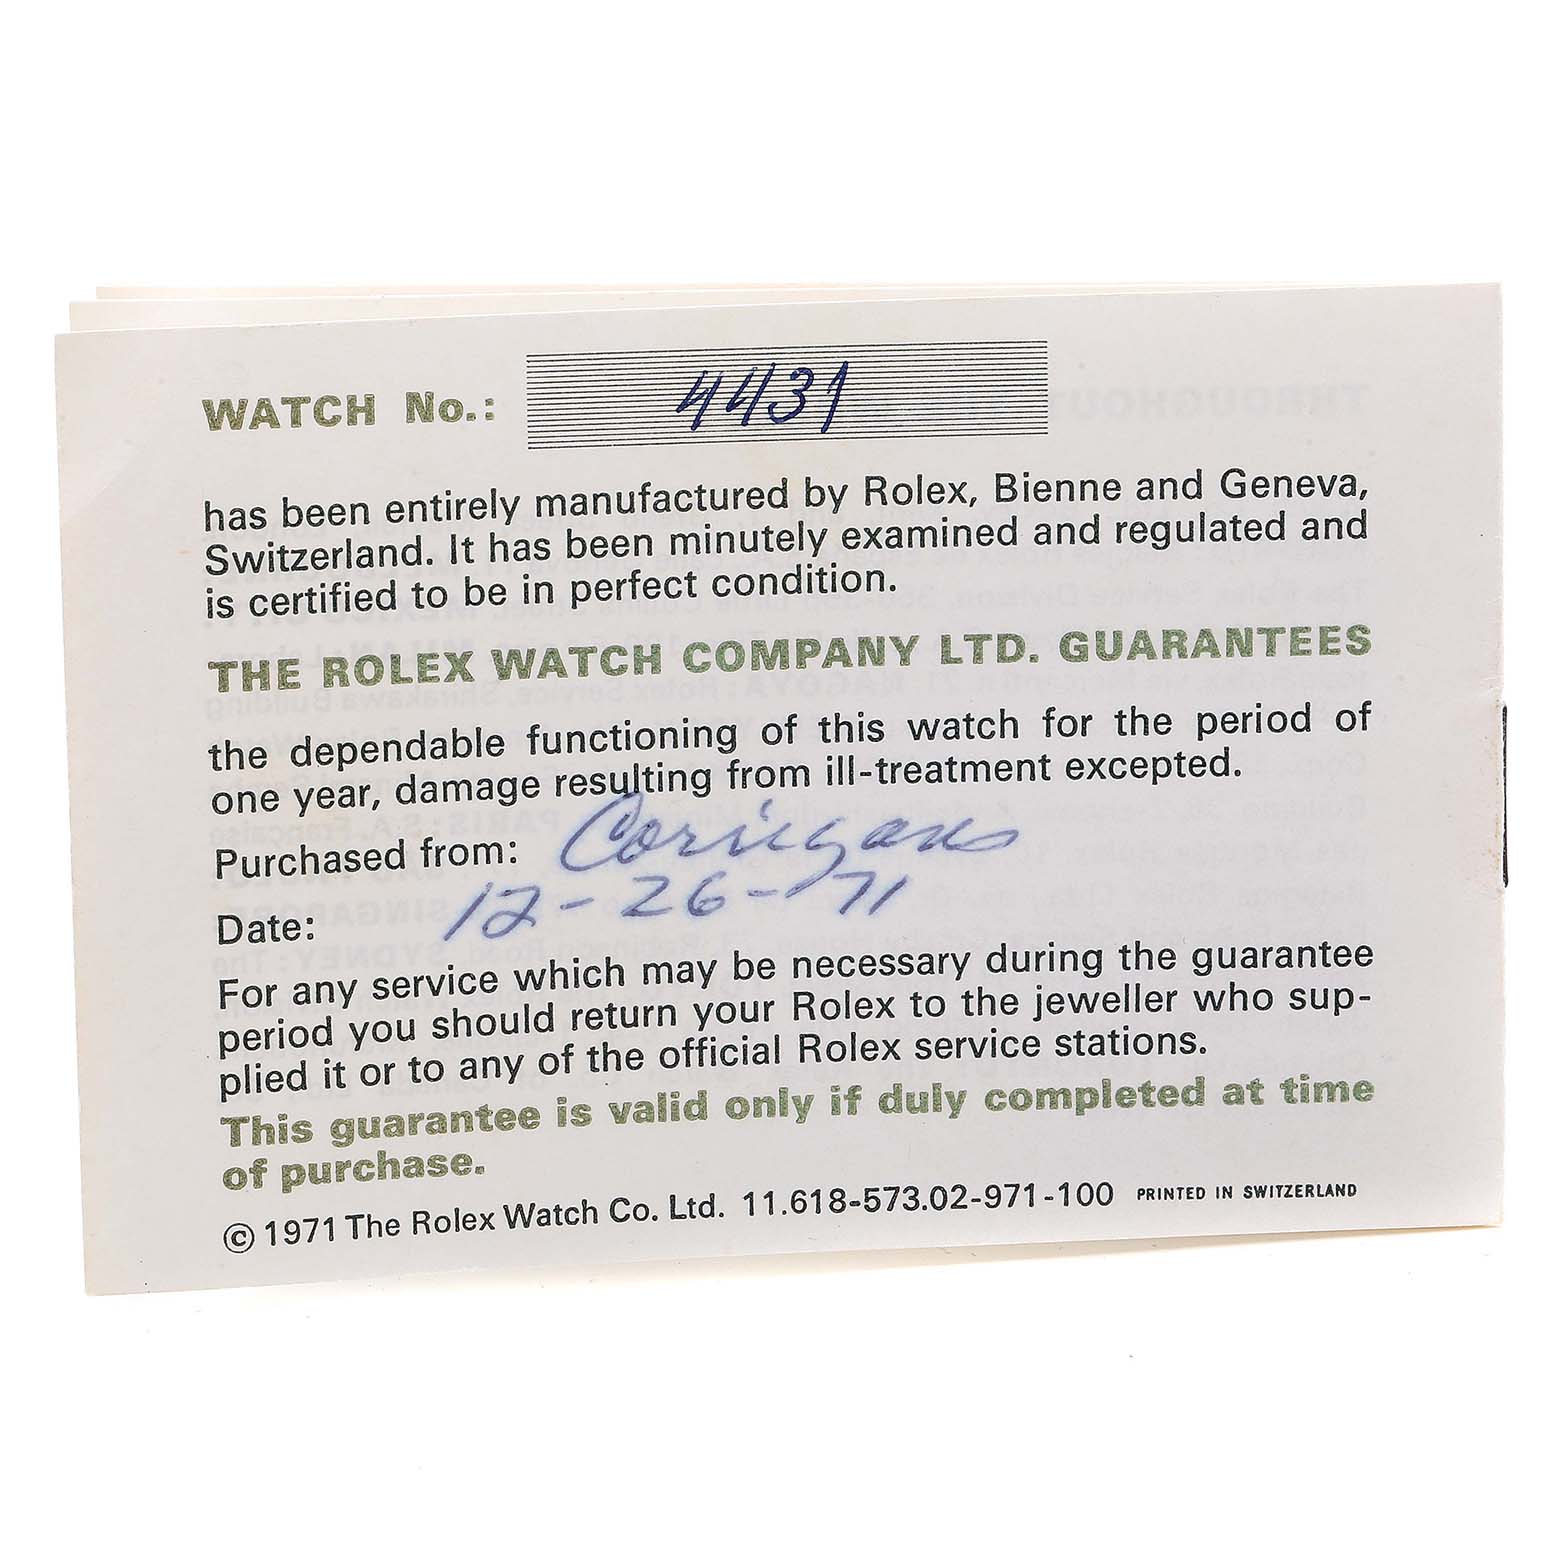 WATCH No.: 4431
has been entirely manufactured by Rolex, Bienne and Geneva,
Switzerland. It has been minutely examined and regulated and
is certified to be in perfect condition.
THE ROLEX WATCH COMPANY LTD. GUARANTEES
the dependable functioning of this watch for the period of
one year, damage resulting from ill-treatment excepted.
Purchased from: Corrigans
Date: 12-26-71
For any service which may be necessary during the guarantee
period you should return your Rolex to the jeweller who sup-
plied it or to any of the official Rolex service stations.
This guarantee is valid only if duly completed at time
of purchase.
© 1971 The Rolex Watch Co. Ltd. 11.618-573.02-971-100 PRINTED IN SWITZERLAND